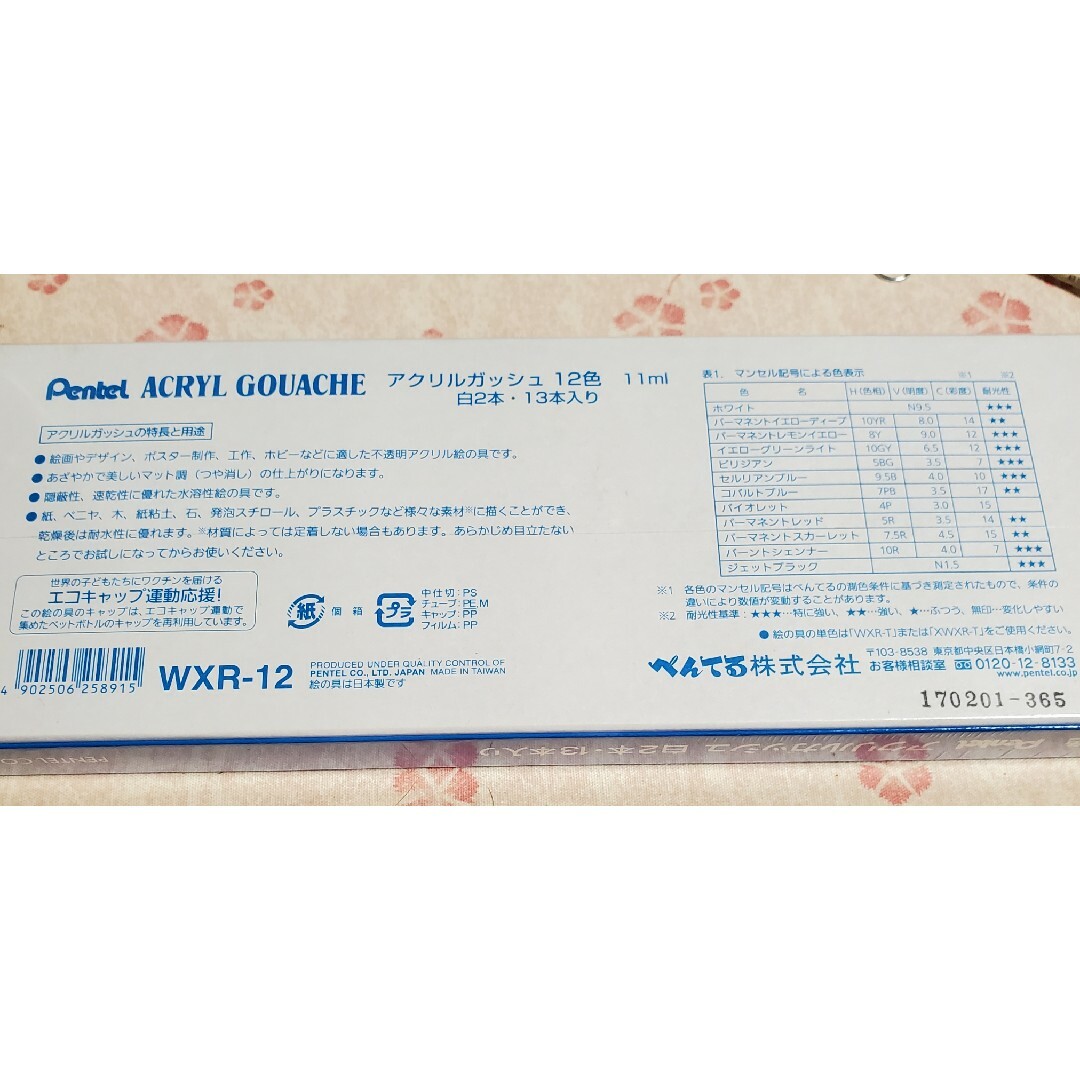 Pentel ACRYL GOUACHE アクリルガッシュ 12色 11ml
白2本・13本入り
アクリルガッシュの特長と用途
● 絵画やデザイン、ポスター制作、工作、ホビーなどに適した不透明アクリル絵の具です。
● あざやかで美しいマット調（つや消し）の仕上がりになります。
● 隠蔽性、速乾性に優れた水溶性絵の具です。
● 紙、ベニヤ、木、紙粘土、石、発泡スチロール、プラスチックなど様々な素材※に描くことができ、
乾燥後は耐水性に優れます。※材質によっては定着しない場合もあります。あらかじめ目立たない
ところでお試しになってからお使いください。
世界の子どもたちにワクチンを届ける
エコキャップ運動応援!
この絵の具のキャップは、エコキャップ運動で
集めたペットボトルのキャップを再利用しています。
紙 個箱
プラ
中仕切:PS
チューブ:PE,M
キャップ:PP
フィルム:PP
4 902506 258915
WXR-12
PRODUCED UNDER QUALITY CONTROL OF
PENTEL CO., LTD. JAPAN MADE IN TAIWAN
絵の具は日本製です
表1. マンセル記号による色表示 ※1 ※2
色名 H(色相) V(明度) C(彩度) 耐光性
ホワイト N9.5 ★★★
パーマネントイエローディープ 10YR 8.0 14 ★★
パーマネントレモンイエロー 8Y 9.0 12 ★★★
イエローグリーンライト 10GY 6.5 12 ★★★
ビリジアン 5BG 3.5 7 ★★★
セルリアンブルー 9.5B 4.0 10 ★★★
コバルトブルー 7PB 3.5 17 ★★
バイオレット 4P 3.0 15
パーマネントレッド 5R 3.5 14 ★★
パーマネントスカーレット 7.5R 4.5 15 ★★
バーントシェンナー 10R 4.0 7 ★★★
ジェットブラック N1.5 ★★★
※1 各色のマンセル記号はぺんてるの測色条件に基づき測定されたもので、条件の
違いにより数値が変動することがあります。
※2 耐光性基準：★★★…特に強い、★★…強い、★…ふつう、無印…変化しやすい
● 絵の具の単色は「WXR-T」または「XWXR-T」をご使用ください。
ぺんてる株式会社
〒103-8538 東京都中央区日本橋小網町7-2
お客様相談室 0120-12-8133
www.pentel.co.jp
170201-365
PENTEL CO
Pentel アクリルガッシュ 白2本・13本入り